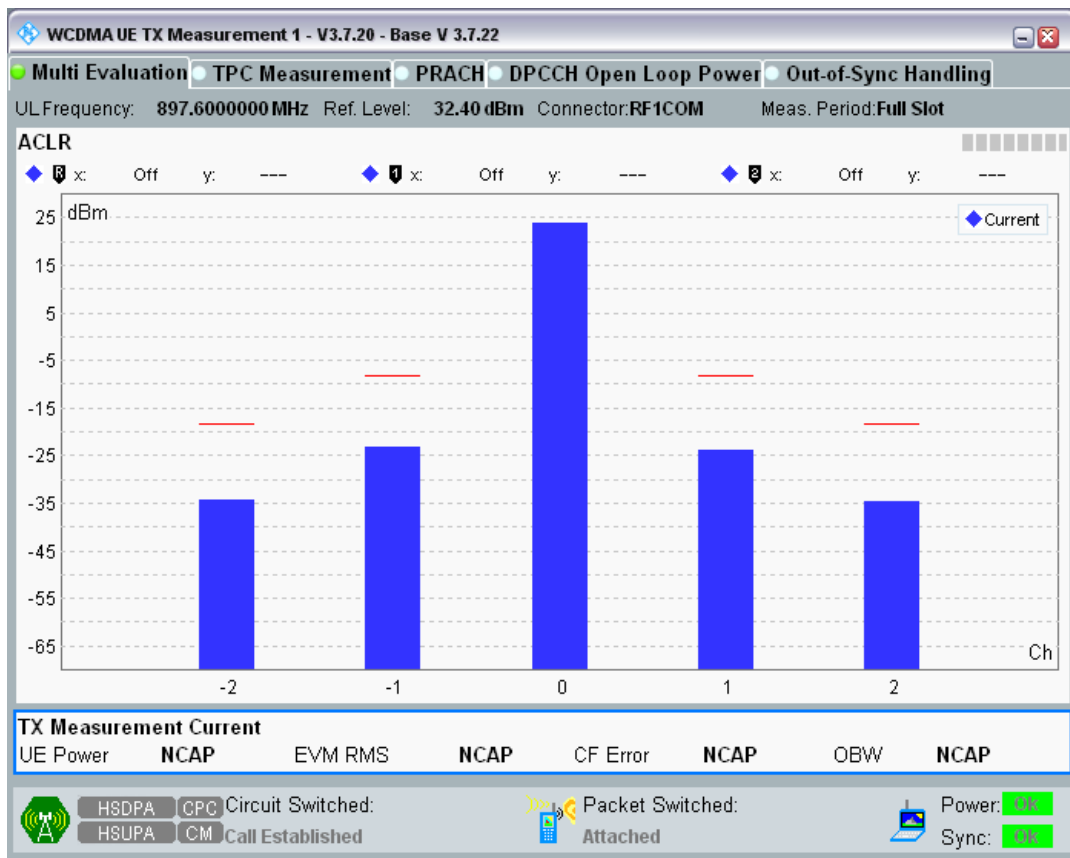 WCDMA UE TX Measurement 1 - V3.7.20 - Base V 3.7.22
Multi Evaluation TPC Measurement PRACH DPCCH Open Loop Power Out-of-Sync Handling
UL Frequency: 897.6000000 MHz Ref. Level: 32.40 dBm Connector:RF1COM Meas. Period:Full Slot
ACLR
R x: Off y: --- 1 x: Off y: --- 2 x: Off y: ---
dBm
Current
25
15
5
-5
-15
-25
-35
-45
-55
-65
Ch
-2 -1 0 1 2
TX Measurement Current
UE Power NCAP EVM RMS NCAP CF Error NCAP OBW NCAP
HSDPA CPC Circuit Switched: Packet Switched: Power: Ok
HSUPA CM Call Established Attached Sync: Ok